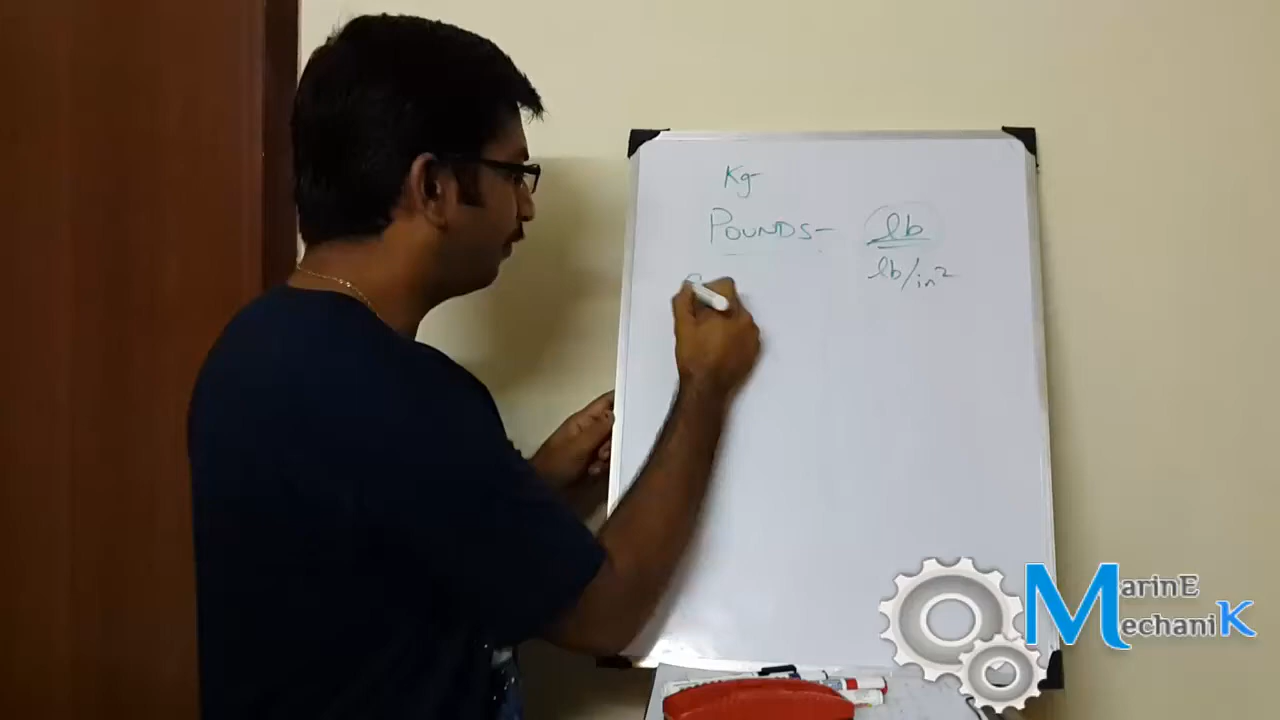 Kg-
POUNDS- lb
lb/in²
MarinE
MechaniK